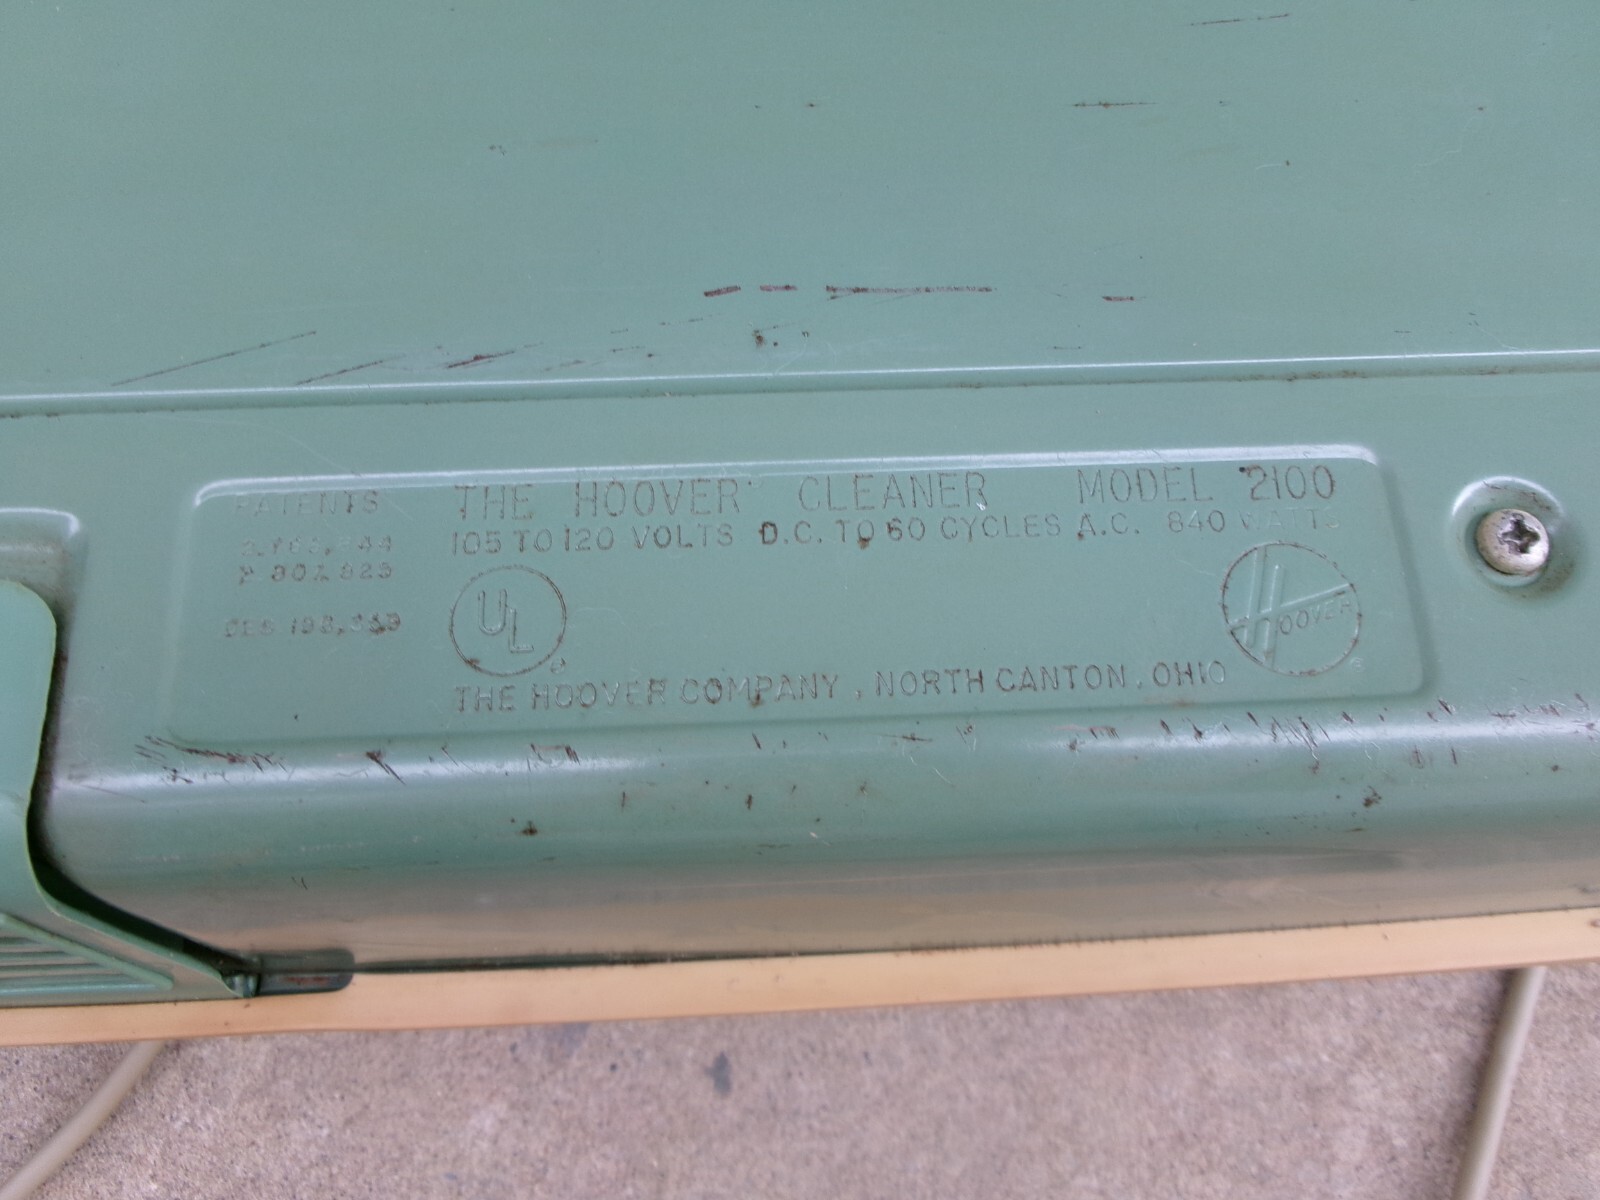 PATENTS
THE HOOVER CLEANER MODEL 2100
105 TO 120 VOLTS D.C. TO 60 CYCLES A.C. 840 WATTS
UL
HOOVER
THE HOOVER COMPANY, NORTH CANTON, OHIO